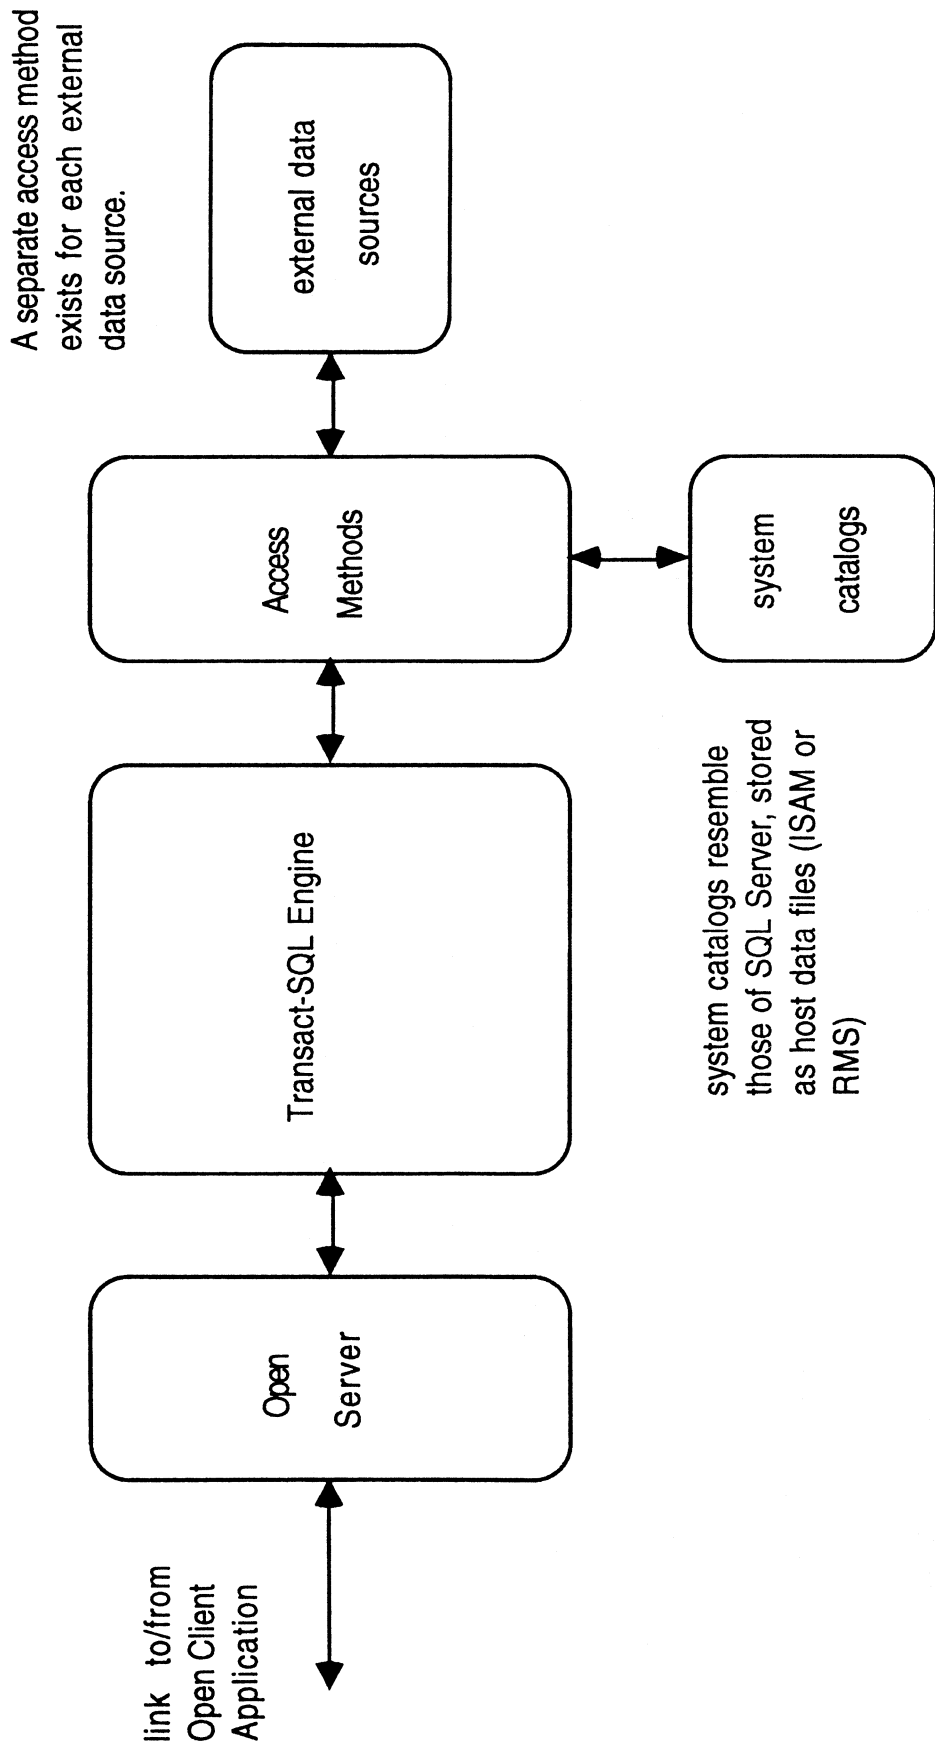 link to/from
Open Client
Application
Open
Server
Transact-SQL Engine
Access
Methods
external data
sources
A separate access method
exists for each external
data source.
system
catalogs
system catalogs resemble
those of SQL Server, stored
as host data files (ISAM or
RMS)